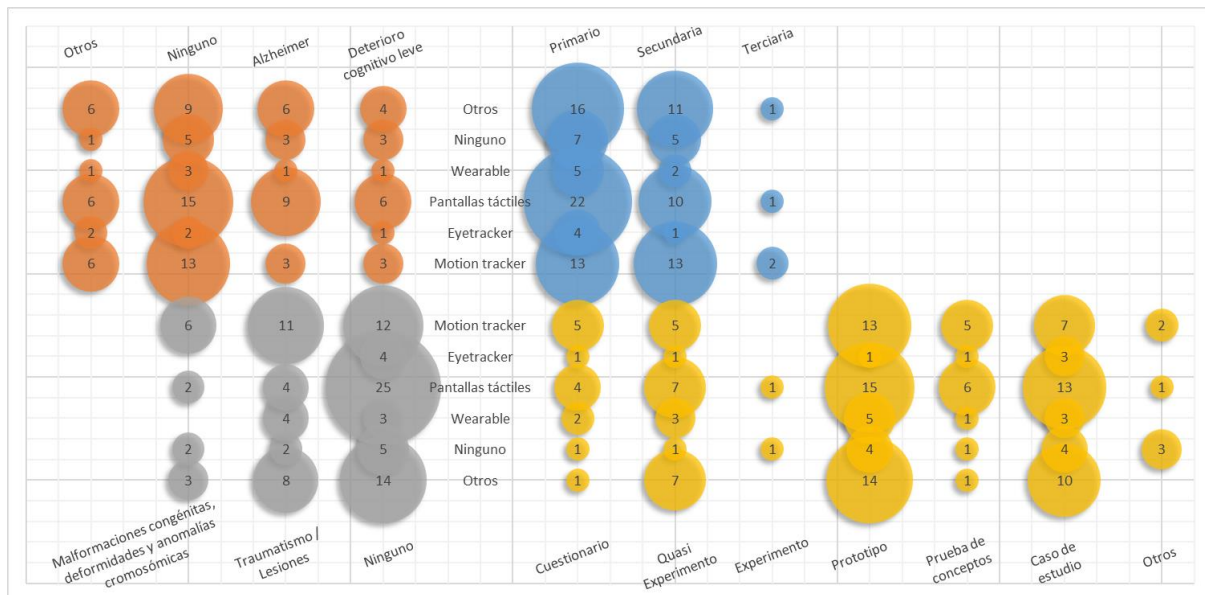 Otros Ninguno Alzheimer Deterioro
cognitivo leve Primario Secundaria Terciaria
6 9 6 4 Otros 16 11 1
1 5 3 3 Ninguno 7 5
1 3 1 1 Wearable 5 2
6 15 9 6 Pantallas táctiles 22 10 1
2 2 1 Eyetracker 4 1
6 13 3 3 Motion tracker 13 13 2
6 11 12 Motion tracker 5 5 13 5 7 2
4 Eyetracker 1 1 1 1 3
2 4 25 Pantallas táctiles 4 7 1 15 6 13 1
4 3 Wearable 2 3 5 1 3
2 2 5 Ninguno 1 1 1 4 1 4 3
3 8 14 Otros 1 7 14 1 10
Malformaciones congénitas,
deformidades y anomalías
cromosómicas
Traumatismo /
Lesiones
Ninguno
Cuestionario
Quasi
Experimento
Experimento
Prototipo
Prueba de
conceptos
Caso de
estudio
Otros